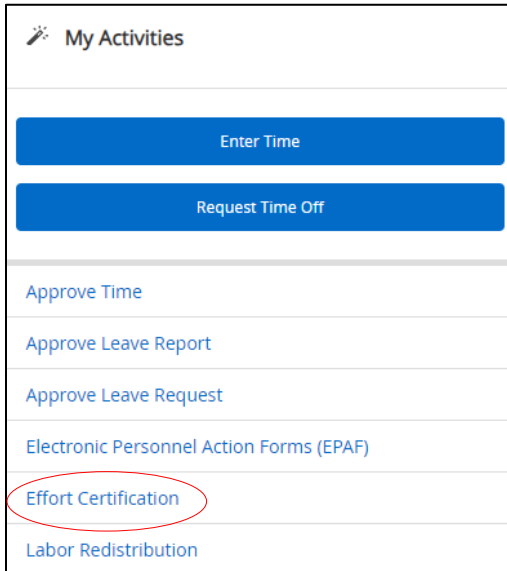 My Activities
Enter Time
Request Time Off
Approve Time
Approve Leave Report
Approve Leave Request
Electronic Personnel Action Forms (EPAF)
Effort Certification
Labor Redistribution